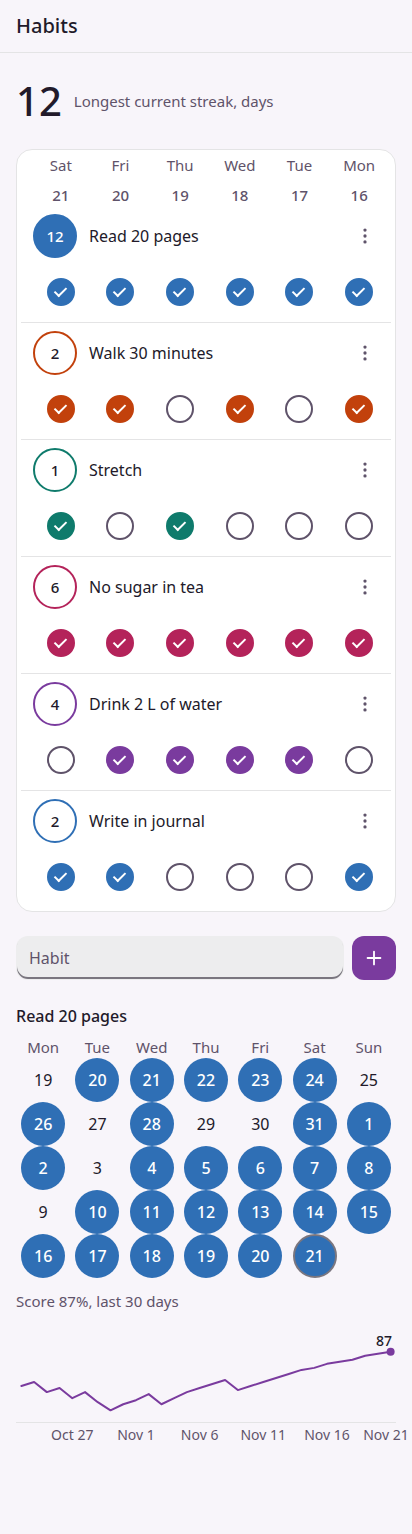 Habits
12 Longest current streak, days
Sat Fri Thu Wed Tue Mon
21 20 19 18 17 16
12 Read 20 pages
2 Walk 30 minutes
1 Stretch
6 No sugar in tea
4 Drink 2 L of water
2 Write in journal
Habit
Read 20 pages
Mon Tue Wed Thu Fri Sat Sun
19 20 21 22 23 24 25
26 27 28 29 30 31 1
2 3 4 5 6 7 8
9 10 11 12 13 14 15
16 17 18 19 20 21
Score 87%, last 30 days
87
Oct 27 Nov 1 Nov 6 Nov 11 Nov 16 Nov 21